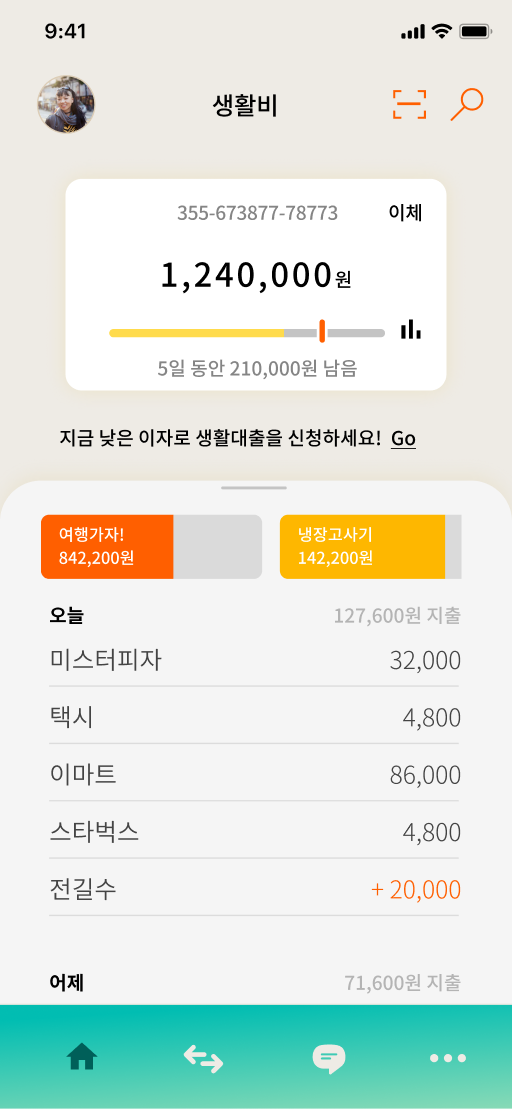 9:41
생활비
355-673877-78773 이체
1,240,000원
5일 동안 210,000원 남음
지금 낮은 이자로 생활대출을 신청하세요! Go
여행가자!
842,200원
냉장고사기
142,200원
오늘 127,600원 지출
미스터피자 32,000
택시 4,800
이마트 86,000
스타벅스 4,800
전길수 + 20,000
어제 71,600원 지출